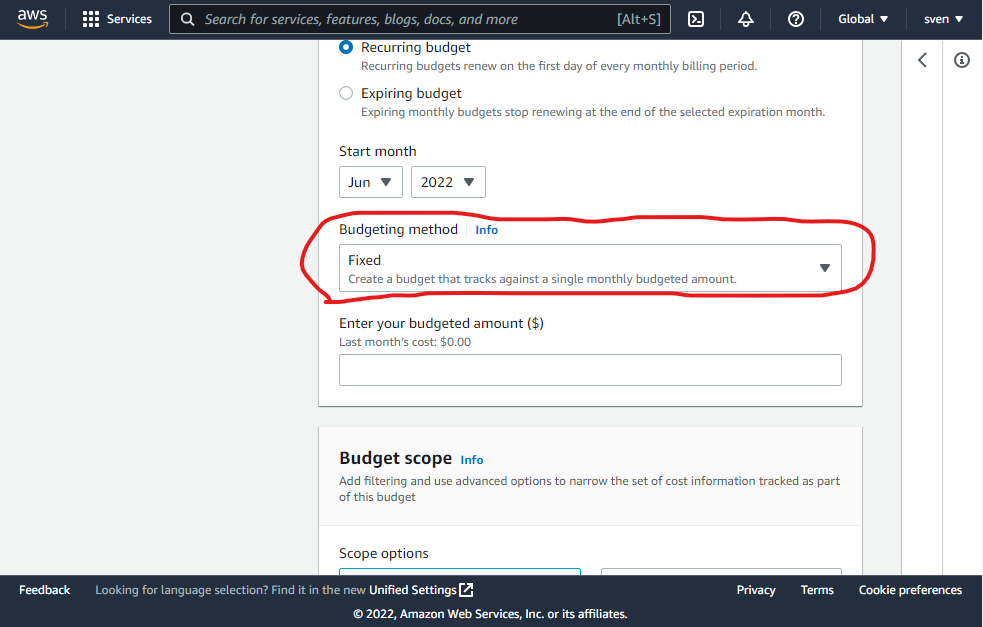 aws Services Search for services, features, blogs, docs, and more [Alt+S] Global sven
Recurring budget
Recurring budgets renew on the first day of every monthly billing period.
Expiring budget
Expiring monthly budgets stop renewing at the end of the selected expiration month.
Start month
Jun 2022
Budgeting method Info
Fixed
Create a budget that tracks against a single monthly budgeted amount.
Enter your budgeted amount ($)
Last month's cost: $0.00
Budget scope Info
Add filtering and use advanced options to narrow the set of cost information tracked as part
of this budget
Scope options
Feedback Looking for language selection? Find it in the new Unified Settings Privacy Terms Cookie preferences
© 2022, Amazon Web Services, Inc. or its affiliates.